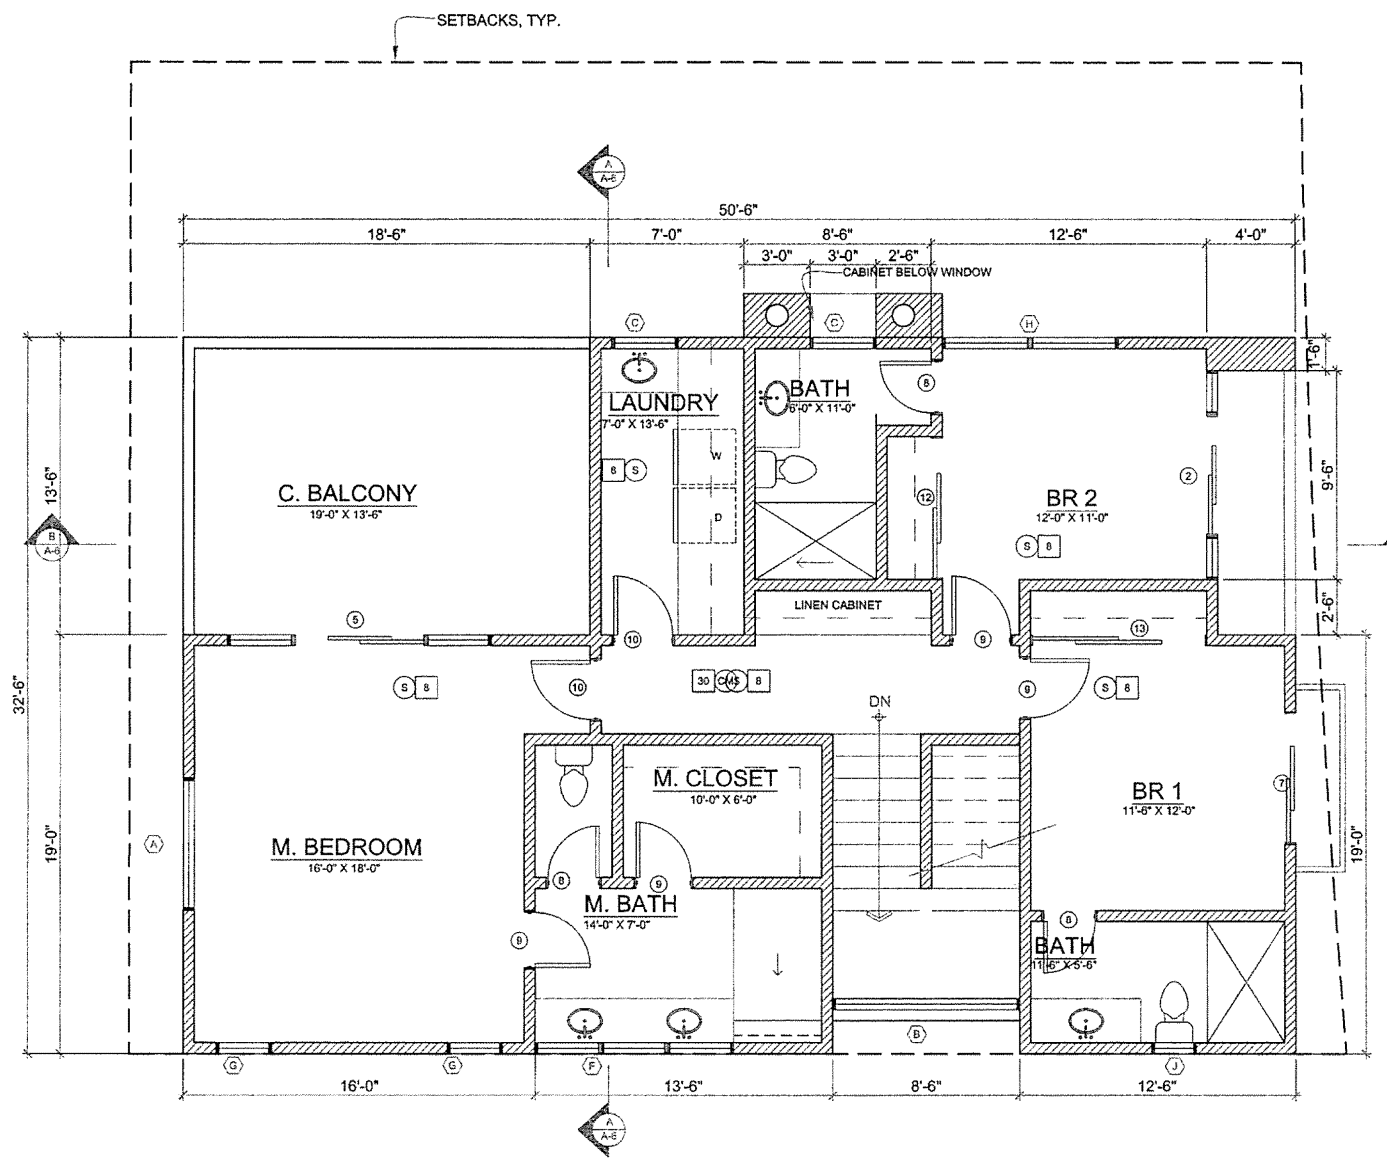 SETBACKS, TYP.
A
A-6
50'-6"
18'-6"
7'-0"
8'-6"
12'-6"
4'-0"
3'-0"
3'-0"
2'-6"
CABINET BELOW WINDOW
C
C
H
1'-6"
BATH
6'-0" X 11'-0"
8
LAUNDRY
7'-0" X 13'-6"
W
8
S
D
C. BALCONY
19'-0" X 13'-6"
12
BR 2
12'-0" X 11'-0"
2
S
8
9'-6"
13'-6"
B
A-6
LINEN CABINET
2'-6"
5
10
9
13
32'-6"
S
8
10
30
CMS
8
9
S
8
DN
M. CLOSET
10'-0" X 6'-0"
BR 1
11'-6" X 12'-0"
7
19'-0"
A
M. BEDROOM
16'-0" X 18'-0"
8
9
M. BATH
14'-0" X 7'-0"
9
8
BATH
11'-6" X 5'-6"
19'-0"
G
G
F
B
J
16'-0"
13'-6"
8'-6"
12'-6"
A
A-6